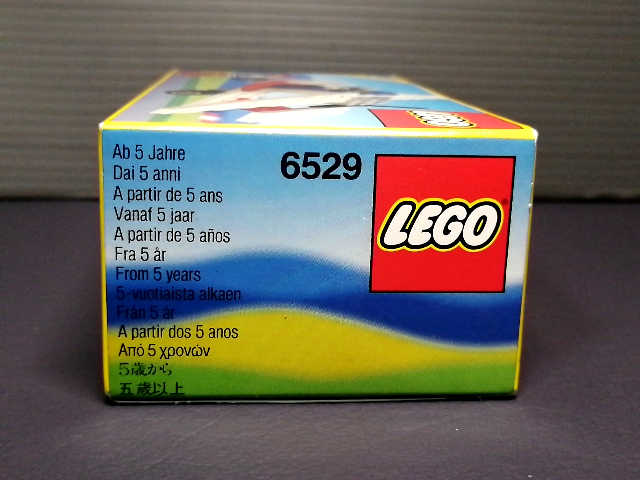 Ab 5 Jahre
Dai 5 anni
A partir de 5 ans
Vanaf 5 jaar
A partir de 5 años
Fra 5 år
From 5 years
5-vuotiaista alkaen
Från 5 år
A partir dos 5 anos
Από 5 χρονών
5歳から
五歲以上
6529
LEGO
LEGO